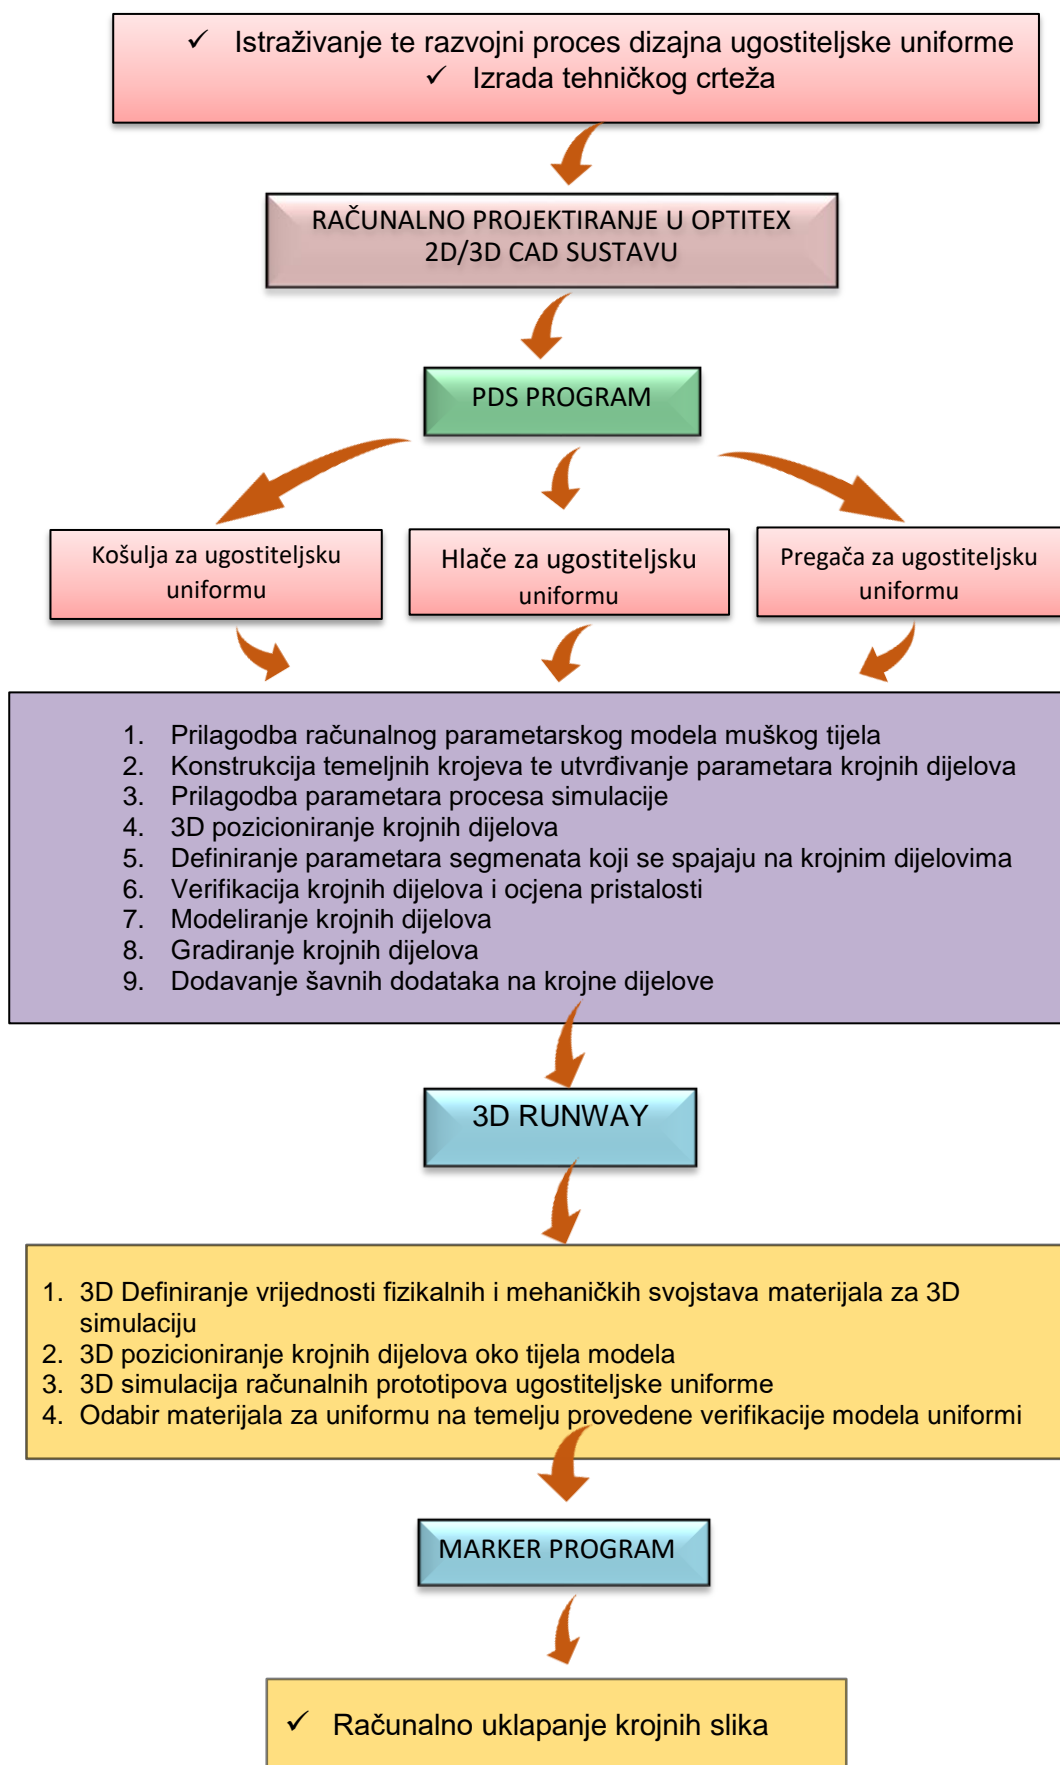 ✓ Istraživanje te razvojni proces dizajna ugostiteljske uniforme
✓ Izrada tehničkog crteža
RAČUNALNO PROJEKTIRANJE U OPTITEX
2D/3D CAD SUSTAVU
PDS PROGRAM
Košulja za ugostiteljsku
uniformu
Hlače za ugostiteljsku
uniformu
Pregača za ugostiteljsku
uniformu
1. Prilagodba računalnog parametarskog modela muškog tijela
2. Konstrukcija temeljnih krojeva te utvrđivanje parametara krojnih dijelova
3. Prilagodba parametara procesa simulacije
4. 3D pozicioniranje krojnih dijelova
5. Definiranje parametara segmenata koji se spajaju na krojnim dijelovima
6. Verifikacija krojnih dijelova i ocjena pristalosti
7. Modeliranje krojnih dijelova
8. Gradiranje krojnih dijelova
9. Dodavanje šavnih dodataka na krojne dijelove
3D RUNWAY
1. 3D Definiranje vrijednosti fizikalnih i mehaničkih svojstava materijala za 3D
simulaciju
2. 3D pozicioniranje krojnih dijelova oko tijela modela
3. 3D simulacija računalnih prototipova ugostiteljske uniforme
4. Odabir materijala za uniformu na temelju provedene verifikacije modela uniformi
MARKER PROGRAM
✓ Računalno uklapanje krojnih slika